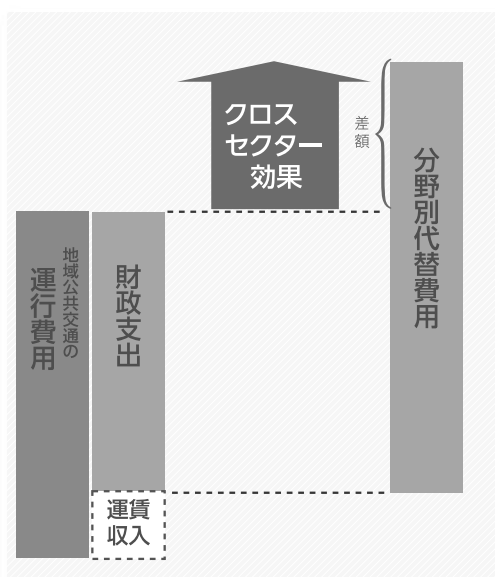 クロス
セクター
効果
差額
分野別代替費用
地域公共交通の
運行費用
財政支出
運賃
収入